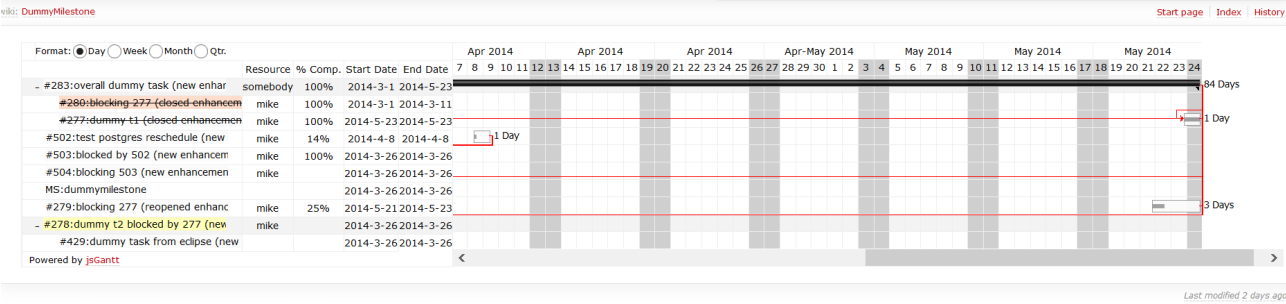 wiki: DummyMilestone
Start page Index History
Format: Day Week Month Qtr.
Apr 2014 Apr 2014 Apr 2014 Apr-May 2014 May 2014 May 2014 May 2014
Resource % Comp. Start Date End Date 7 8 9 10 11 12 13 14 15 16 17 18 19 20 21 22 23 24 25 26 27 28 29 30 1 2 3 4 5 6 7 8 9 10 11 12 13 14 15 16 17 18 19 20 21 22 23 24
- #283:overall dummy task (new enhar somebody 100% 2014-3-1 2014-5-23 84 Days
#280:blocking 277 (closed enhancem mike 100% 2014-3-1 2014-3-11
#277:dummy t1 (closed enhancemen mike 100% 2014-5-23 2014-5-23 1 Day
#502:test postgres reschedule (new mike 14% 2014-4-8 2014-4-8 1 Day
#503:blocked by 502 (new enhancem mike 100% 2014-3-26 2014-3-26
#504:blocking 503 (new enhancemen mike 2014-3-26 2014-3-26
MS:dummymilestone 2014-3-26 2014-3-26
#279:blocking 277 (reopened enhanc mike 25% 2014-5-21 2014-5-23 3 Days
- #278:dummy t2 blocked by 277 (new mike 2014-3-26 2014-3-26
#429:dummy task from eclipse (new 2014-3-26 2014-3-26
Powered by jsGantt
Last modified 2 days ago